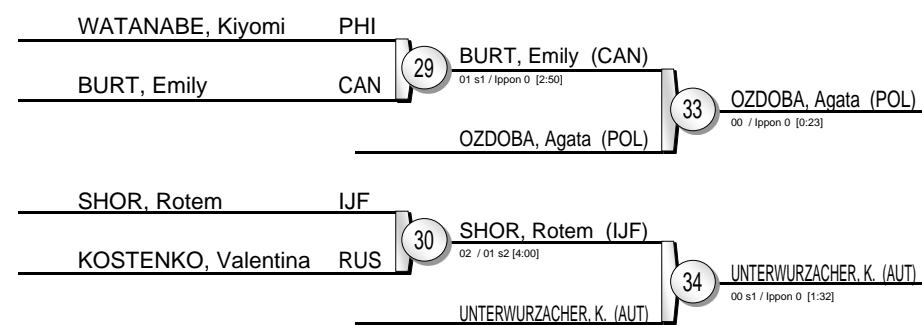 WATANABE, Kiyomi PHI
BURT, Emily CAN
29
BURT, Emily (CAN)
01 s1 / Ippon 0 [2:50]
OZDOBA, Agata (POL)
33
OZDOBA, Agata (POL)
00 / Ippon 0 [0:23]
SHOR, Rotem IJF
KOSTENKO, Valentina RUS
30
SHOR, Rotem (IJF)
02 / 01 s2 [4:00]
UNTERWURZACHER, K. (AUT)
34
UNTERWURZACHER, K. (AUT)
00 s1 / Ippon 0 [1:32]